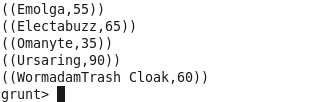 ((Emolga,55))
((Electabuzz,65))
((Omanyte,35))
((Ursaring,90))
((WormadamTrash Cloak,60))
grunt>